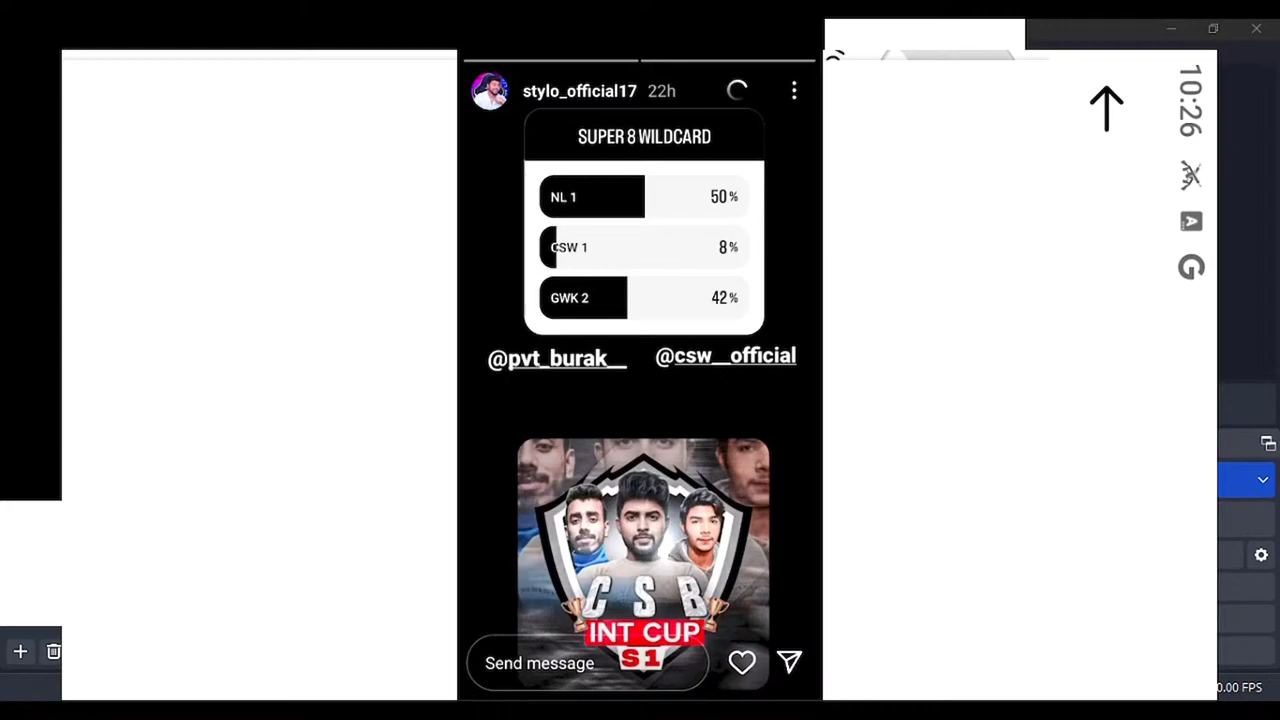 stylo_official17 22h
SUPER 8 WILDCARD
NL 1 50%
CSW 1 8%
GWK 2 42%
@pvt_burak__ @csw__official
CSB
INT CUP
S1
Send message
10:26
A
G
0.00 FPS